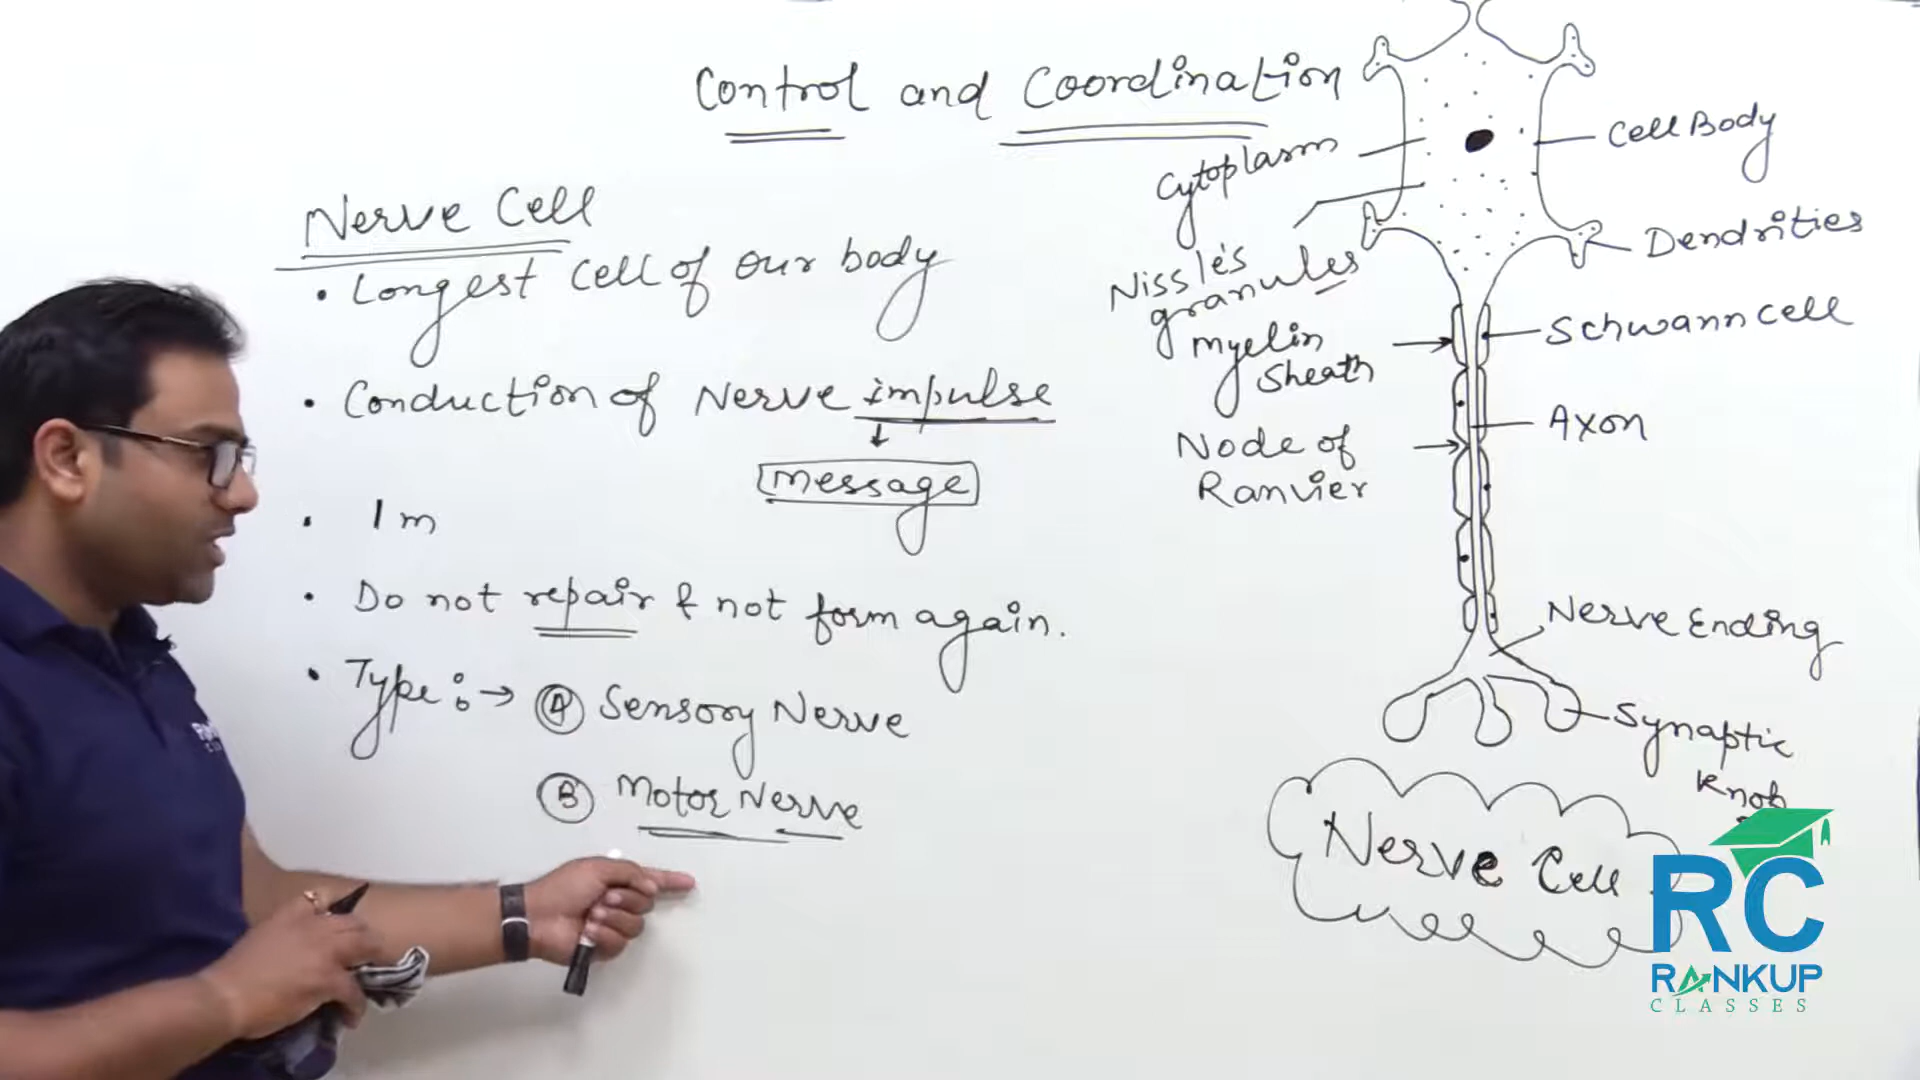 Control and Coordination
Nerve Cell
• Longest Cell of our body
• Conduction of Nerve impulse
message
• 1 m
• Do not repair & not form again.
• Type :→ A Sensory Nerve
B Motor Nerve
Cytoplasm
Nissle's
granules
Myelin
Sheath
Node of
Ranvier
Cell Body
Dendrities
Schwann cell
Axon
Nerve Ending
Synaptic
Knob
Nerve Cell
RC
RANKUP
CLASSES